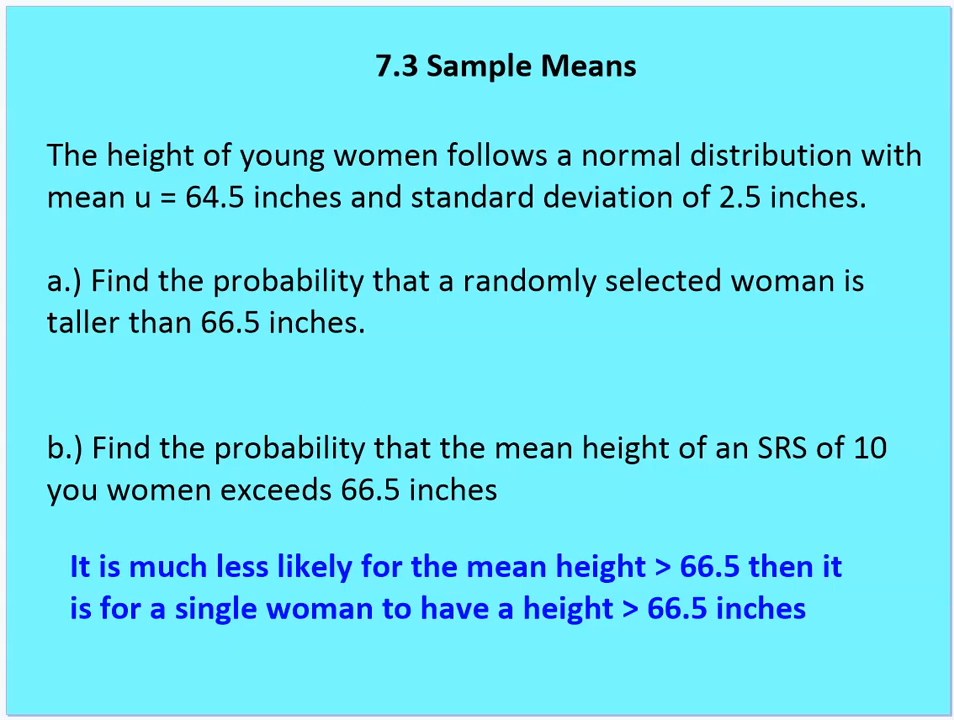 7.3 Sample Means
The height of young women follows a normal distribution with
mean u = 64.5 inches and standard deviation of 2.5 inches.
a.) Find the probability that a randomly selected woman is
taller than 66.5 inches.
b.) Find the probability that the mean height of an SRS of 10
you women exceeds 66.5 inches
It is much less likely for the mean height > 66.5 then it
is for a single woman to have a height > 66.5 inches